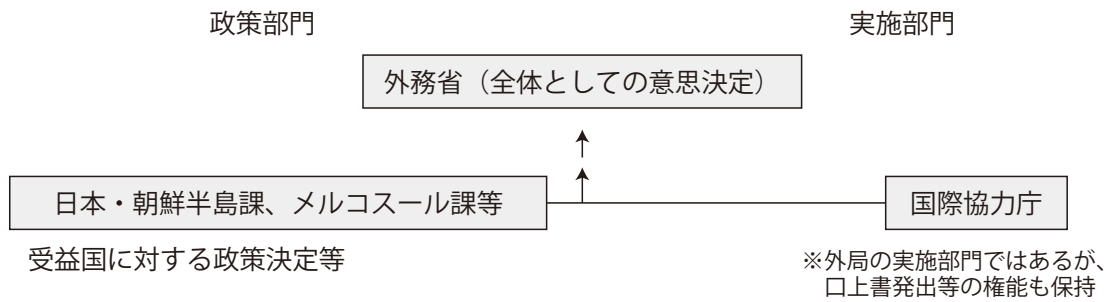 政策部門
実施部門
外務省（全体としての意思決定）
日本・朝鮮半島課、メルコスール課等
国際協力庁
受益国に対する政策決定等
※外局の実施部門ではあるが、
口上書発出等の権能も保持